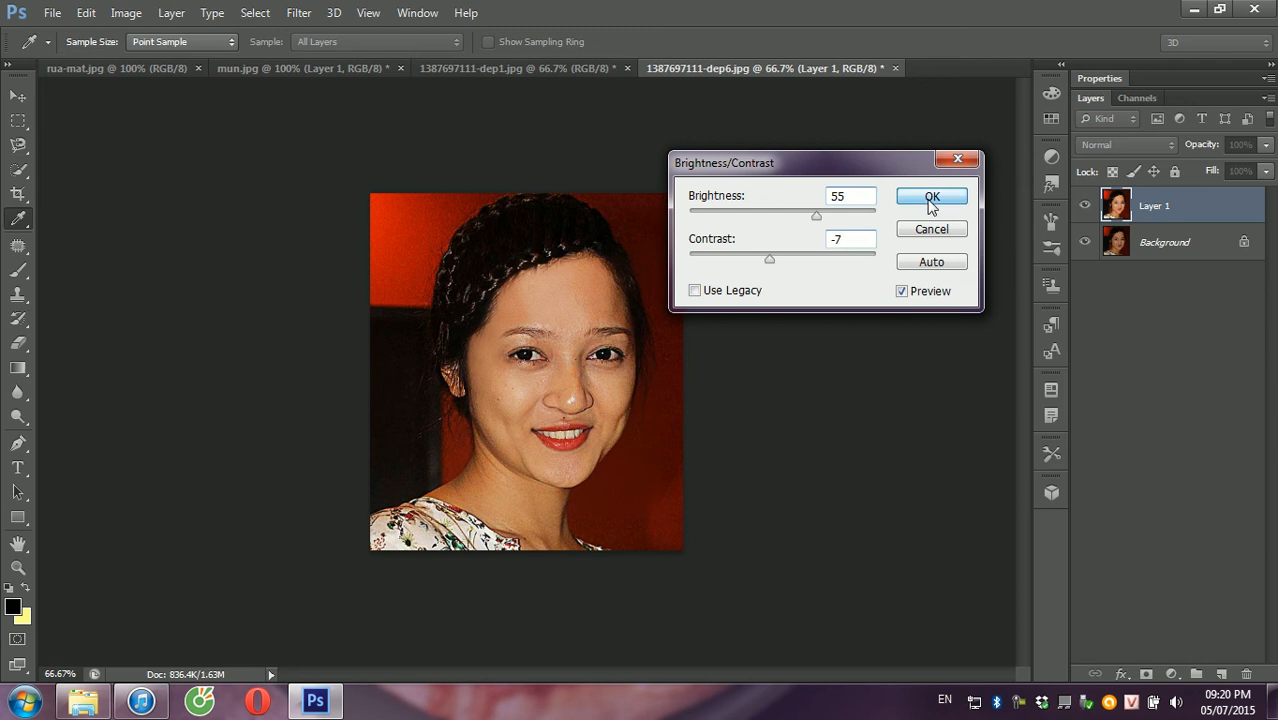 Ps File Edit Image Layer Type Select Filter 3D View Window Help
Sample Size: Point Sample Sample: All Layers Show Sampling Ring 3D
rua-mat.jpg @ 100% (RGB/8) × mun.jpg @ 100% (Layer 1, RGB/8) * × 1387697111-dep1.jpg @ 66.7% (RGB/8) * × 1387697111-dep6.jpg @ 66.7% (Layer 1, RGB/8) * ×
Properties
Layers Channels
Kind
Normal Opacity: 100%
Lock: Fill: 100%
Layer 1
Background
Brightness/Contrast
Brightness: 55 OK
Cancel
Contrast: -7
Auto
Use Legacy Preview
66.67% Doc: 836.4K/1.63M
Ps EN 09:20 PM
05/07/2015